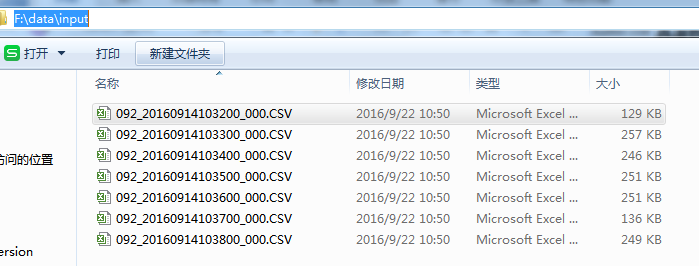 F:\data\input
打开 打印 新建文件夹
名称 修改日期 类型 大小
092_20160914103200_000.CSV 2016/9/22 10:50 Microsoft Excel ... 129 KB
092_20160914103300_000.CSV 2016/9/22 10:50 Microsoft Excel ... 257 KB
092_20160914103400_000.CSV 2016/9/22 10:50 Microsoft Excel ... 246 KB
访问的位置
092_20160914103500_000.CSV 2016/9/22 10:50 Microsoft Excel ... 251 KB
092_20160914103600_000.CSV 2016/9/22 10:50 Microsoft Excel ... 251 KB
092_20160914103700_000.CSV 2016/9/22 10:50 Microsoft Excel ... 136 KB
092_20160914103800_000.CSV 2016/9/22 10:50 Microsoft Excel ... 249 KB
ersion